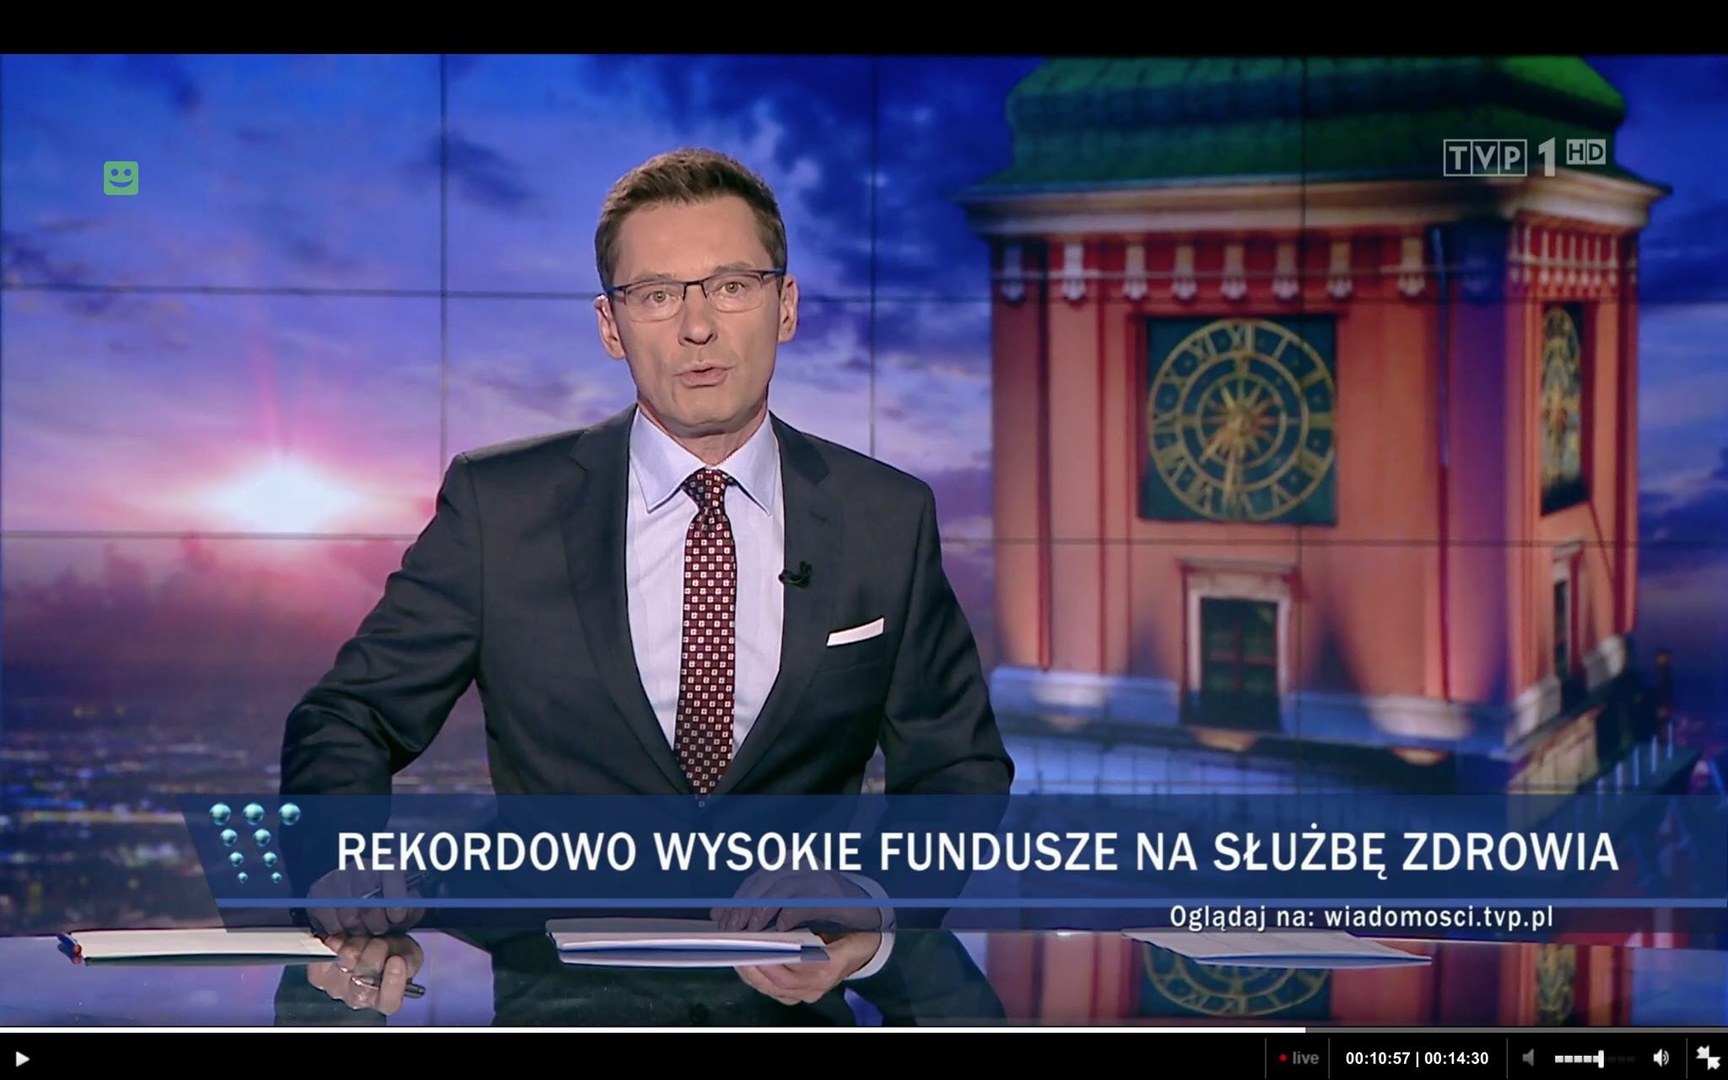 TVP 1 HD
REKORDOWO WYSOKIE FUNDUSZE NA SŁUŻBĘ ZDROWIA
Oglądaj na: wiadomosci.tvp.pl
live 00:10:57 | 00:14:30